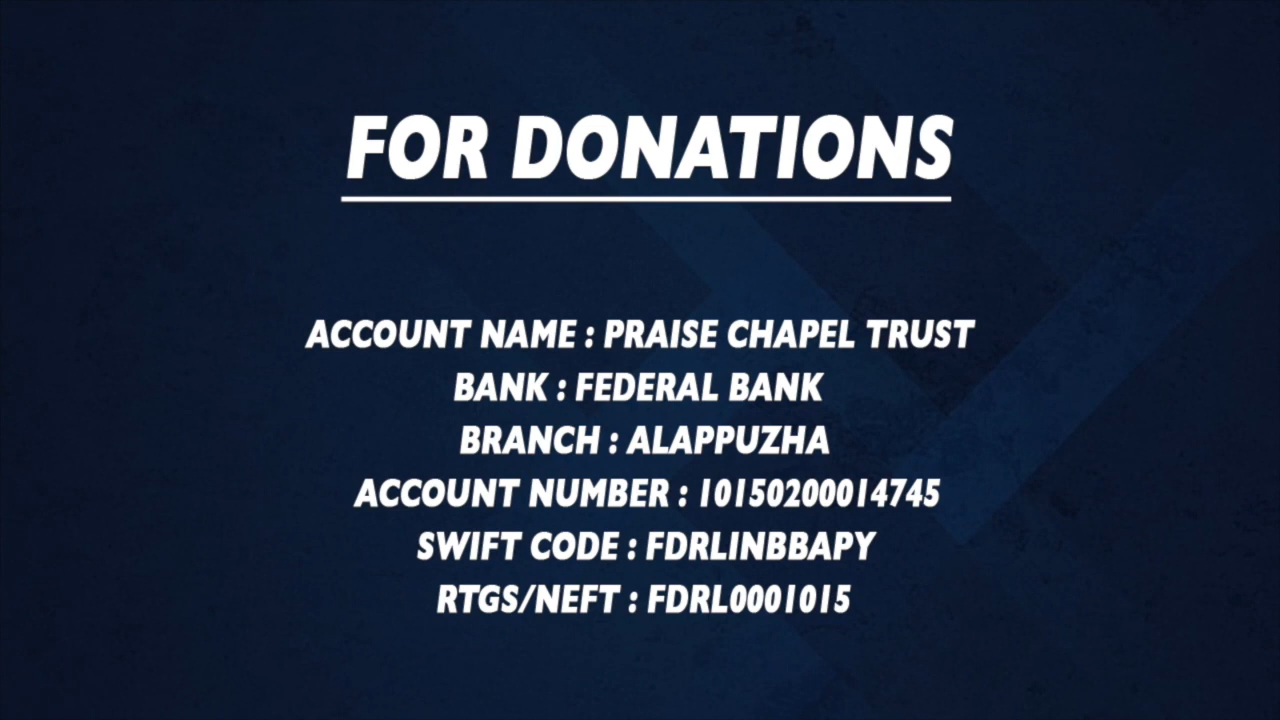 FOR DONATIONS
ACCOUNT NAME : PRAISE CHAPEL TRUST
BANK : FEDERAL BANK
BRANCH : ALAPPUZHA
ACCOUNT NUMBER : 10150200014745
SWIFT CODE : FDRLINBBAPY
RTGS/NEFT : FDRL0001015